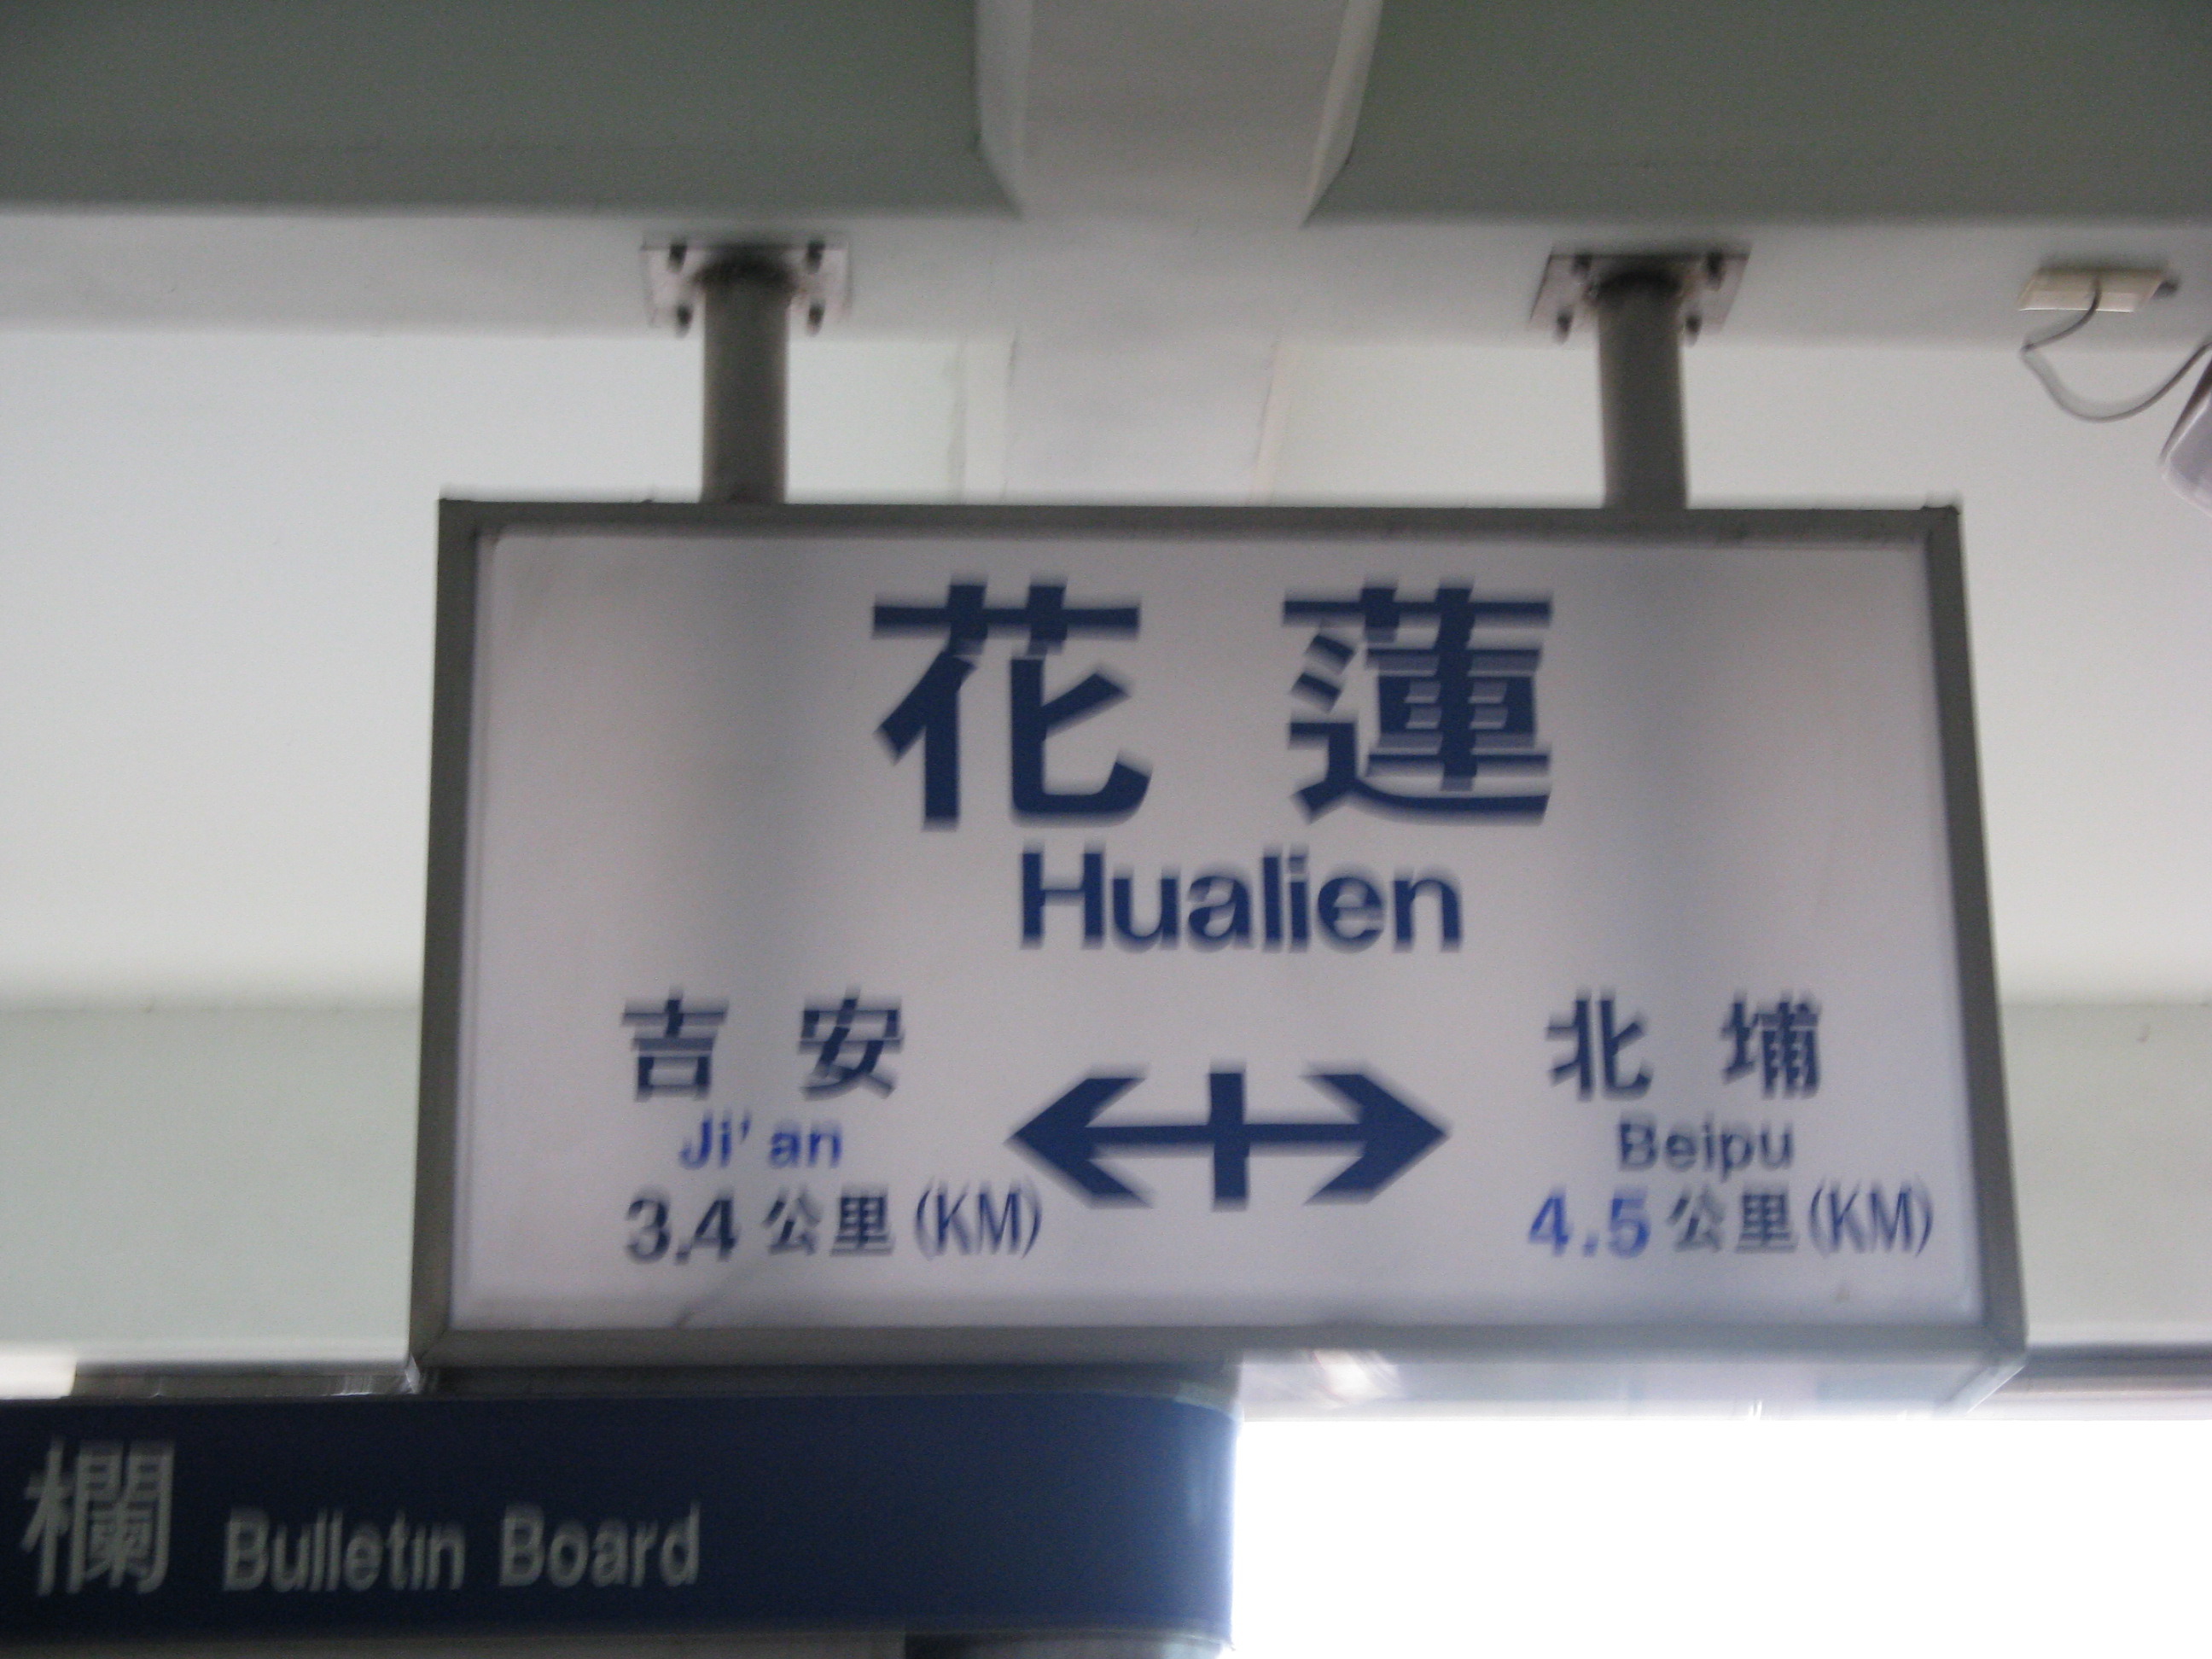 花蓮
Hualien
吉安
Ji'an
3.4公里(KM)
北埔
Beipu
4.5公里(KM)
欄 Bulletin Board